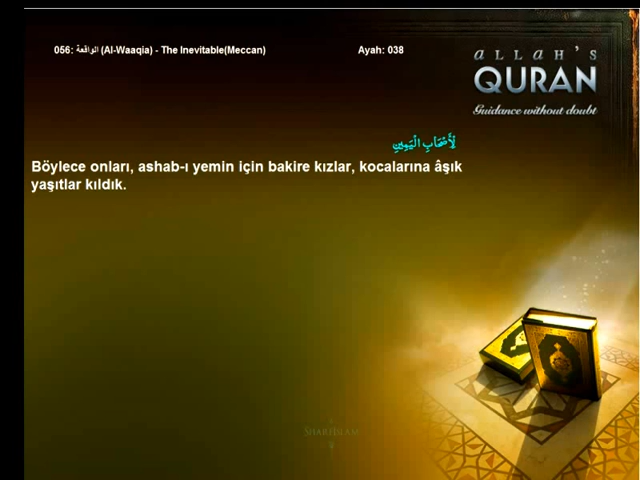 056: الواقعة (Al-Waaqia) - The Inevitable(Meccan) Ayah: 038
ALLAH'S
QURAN
Guidance without doubt
لِّأَصْحَابِ الْيَمِينِ
Böylece onları, ashab-ı yemin için bakire kızlar, kocalarına âşık
yaşıtlar kıldık.